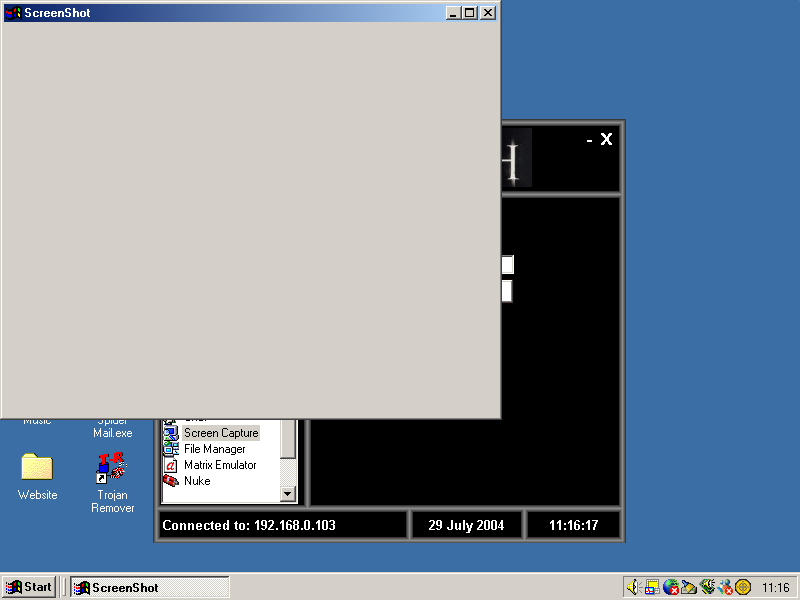 ScreenShot
H
- X
Music
Spider
Mail.exe
Screen Capture
File Manager
Matrix Emulator
Nuke
Website
Trojan
Remover
Connected to: 192.168.0.103
29 July 2004
11:16:17
Start
ScreenShot
11:16